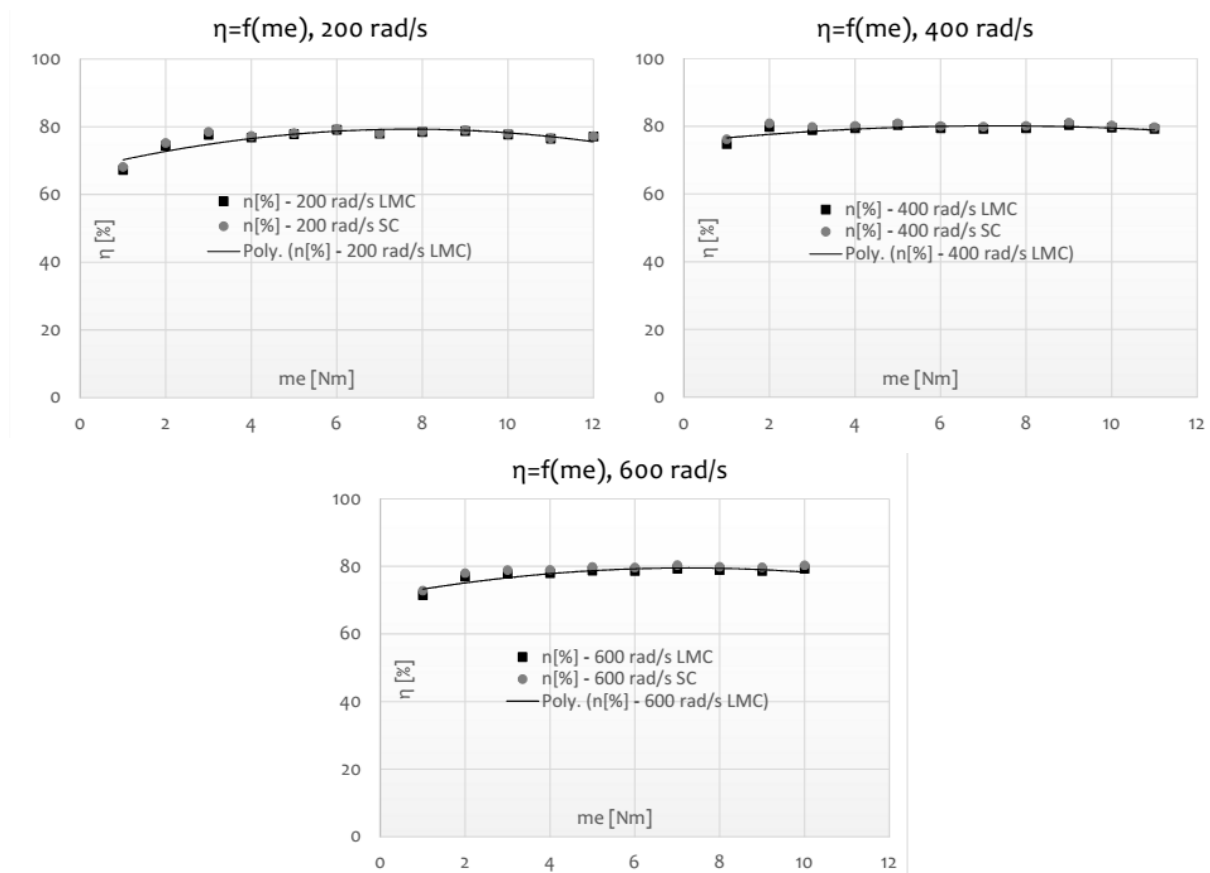 η=f(me), 200 rad/s
100
80
60
40
20
0
η [%]
n[%] - 200 rad/s LMC
n[%] - 200 rad/s SC
Poly. (n[%] - 200 rad/s LMC)
me [Nm]
0 2 4 6 8 10 12
η=f(me), 400 rad/s
100
80
60
40
20
0
η [%]
n[%] - 400 rad/s LMC
n[%] - 400 rad/s SC
Poly. (n[%] - 400 rad/s LMC)
me [Nm]
0 2 4 6 8 10 12
η=f(me), 600 rad/s
100
80
60
40
20
0
η [%]
n[%] - 600 rad/s LMC
n[%] - 600 rad/s SC
Poly. (n[%] - 600 rad/s LMC)
me [Nm]
0 2 4 6 8 10 12